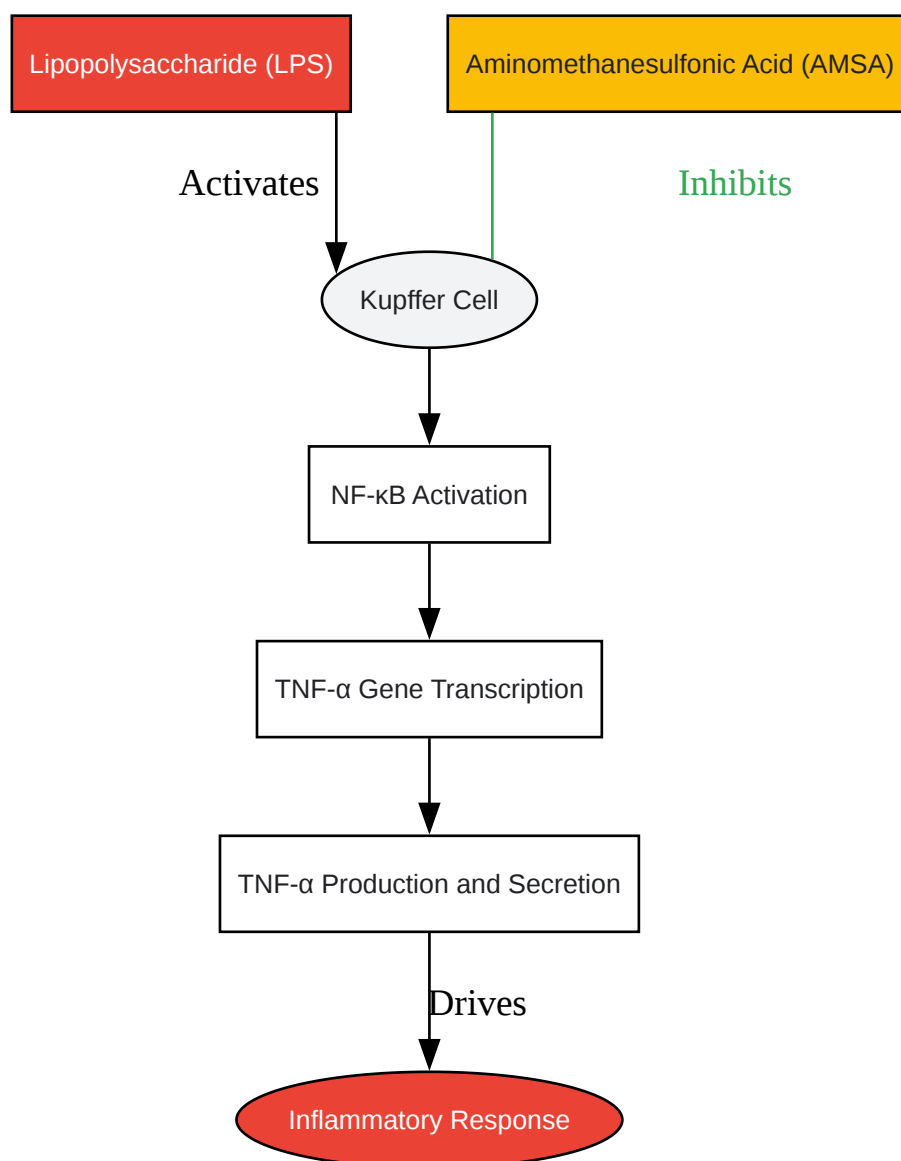 Lipopolysaccharide (LPS)
Aminomethanesulfonic Acid (AMSA)
Activates
Inhibits
Kupffer Cell
NF-κB Activation
TNF-α Gene Transcription
TNF-α Production and Secretion
Drives
Inflammatory Response